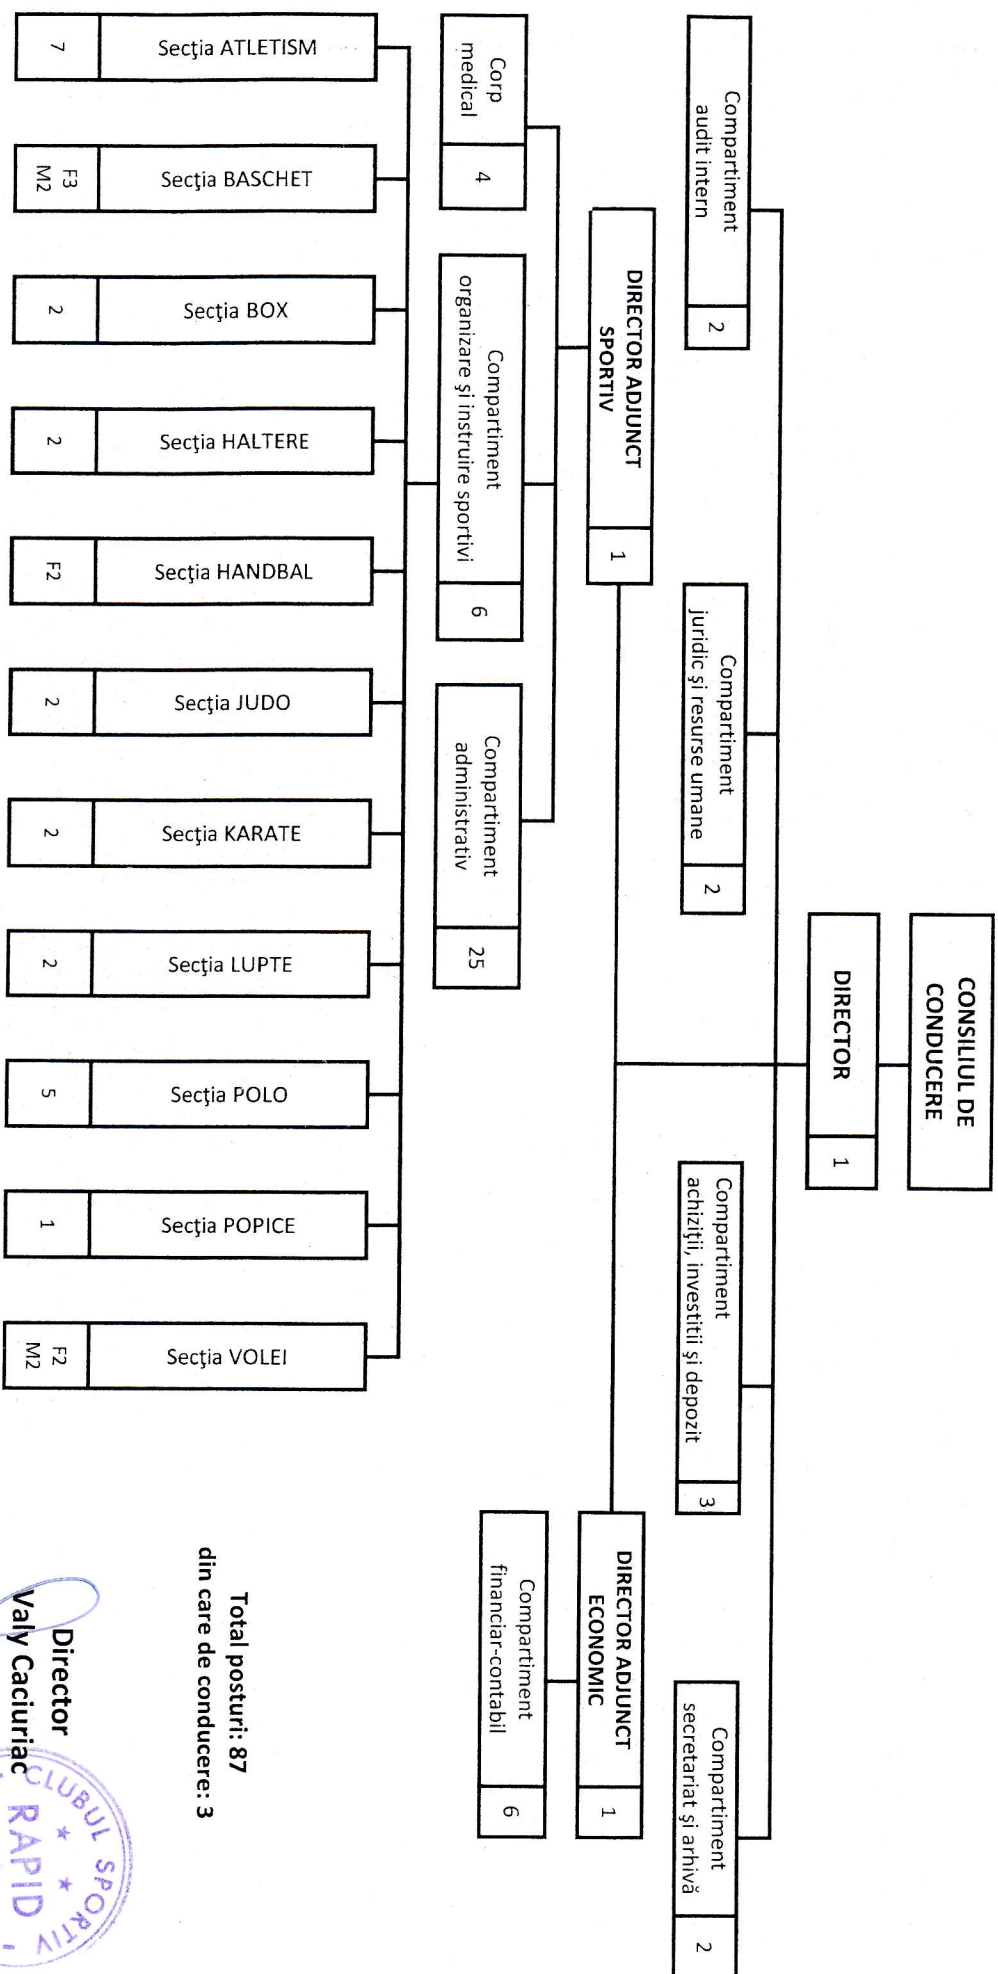 CONSILIUL DE
CONDUCERE
DIRECTOR
1
Compartiment
audit intern
2
Compartiment
juridic şi resurse umane
2
Compartiment
achiziţii, investitii şi depozit
3
Compartiment
secretariat şi arhivă
2
DIRECTOR ADJUNCT
SPORTIV
1
DIRECTOR ADJUNCT
ECONOMIC
1
Corp
medical
4
Compartiment
organizare şi instruire sportivi
6
Compartiment
administrativ
25
Compartiment
financiar-contabil
6
Secţia ATLETISM
7
Secţia BASCHET
F3
M2
Secţia BOX
2
Secţia HALTERE
2
Secţia HANDBAL
F2
Secţia JUDO
2
Secţia KARATE
2
Secţia LUPTE
2
Secţia POLO
5
Secţia POPICE
1
Secţia VOLEI
F2
M2
Total posturi: 87
din care de conducere: 3
Director
Valy Caciuriac
CLUBUL SPORTIV
RAPID